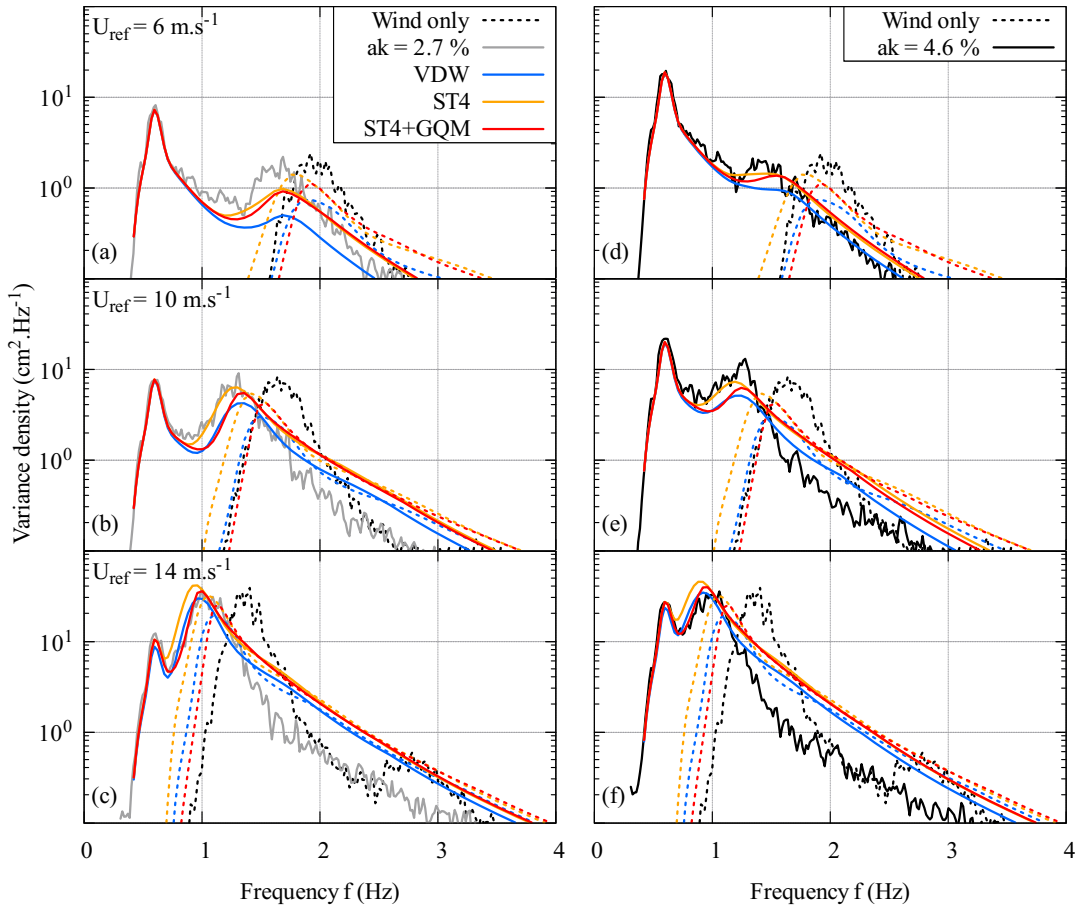 U_ref = 6 m.s⁻¹
Wind only
ak = 2.7 %
VDW
ST4
ST4+GQM
10¹
10⁰
(a)
Wind only
ak = 4.6 %
(d)
U_ref = 10 m.s⁻¹
10¹
10⁰
(b)
(e)
Variance density (cm².Hz⁻¹)
U_ref = 14 m.s⁻¹
10¹
10⁰
(c)
(f)
0 1 2 3 4
0 1 2 3 4
Frequency f (Hz)
Frequency f (Hz)